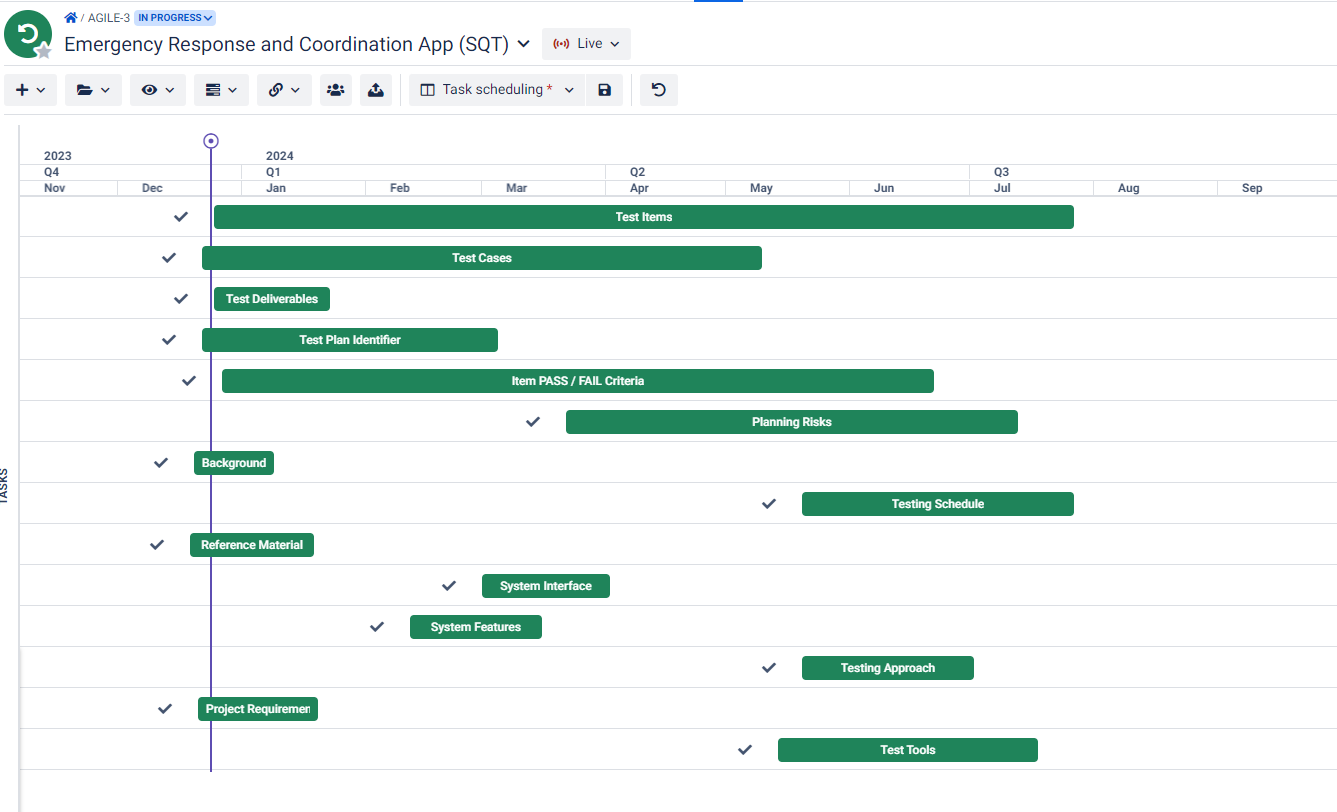 / AGILE-3 IN PROGRESS
Emergency Response and Coordination App (SQT) Live
Task scheduling *
2023 2024
Q4 Q1 Q2 Q3
Nov Dec Jan Feb Mar Apr May Jun Jul Aug Sep
Test Items
Test Cases
Test Deliverables
Test Plan Identifier
Item PASS / FAIL Criteria
Planning Risks
Background
TASKS
Testing Schedule
Reference Material
System Interface
System Features
Testing Approach
Project Requiremen
Test Tools